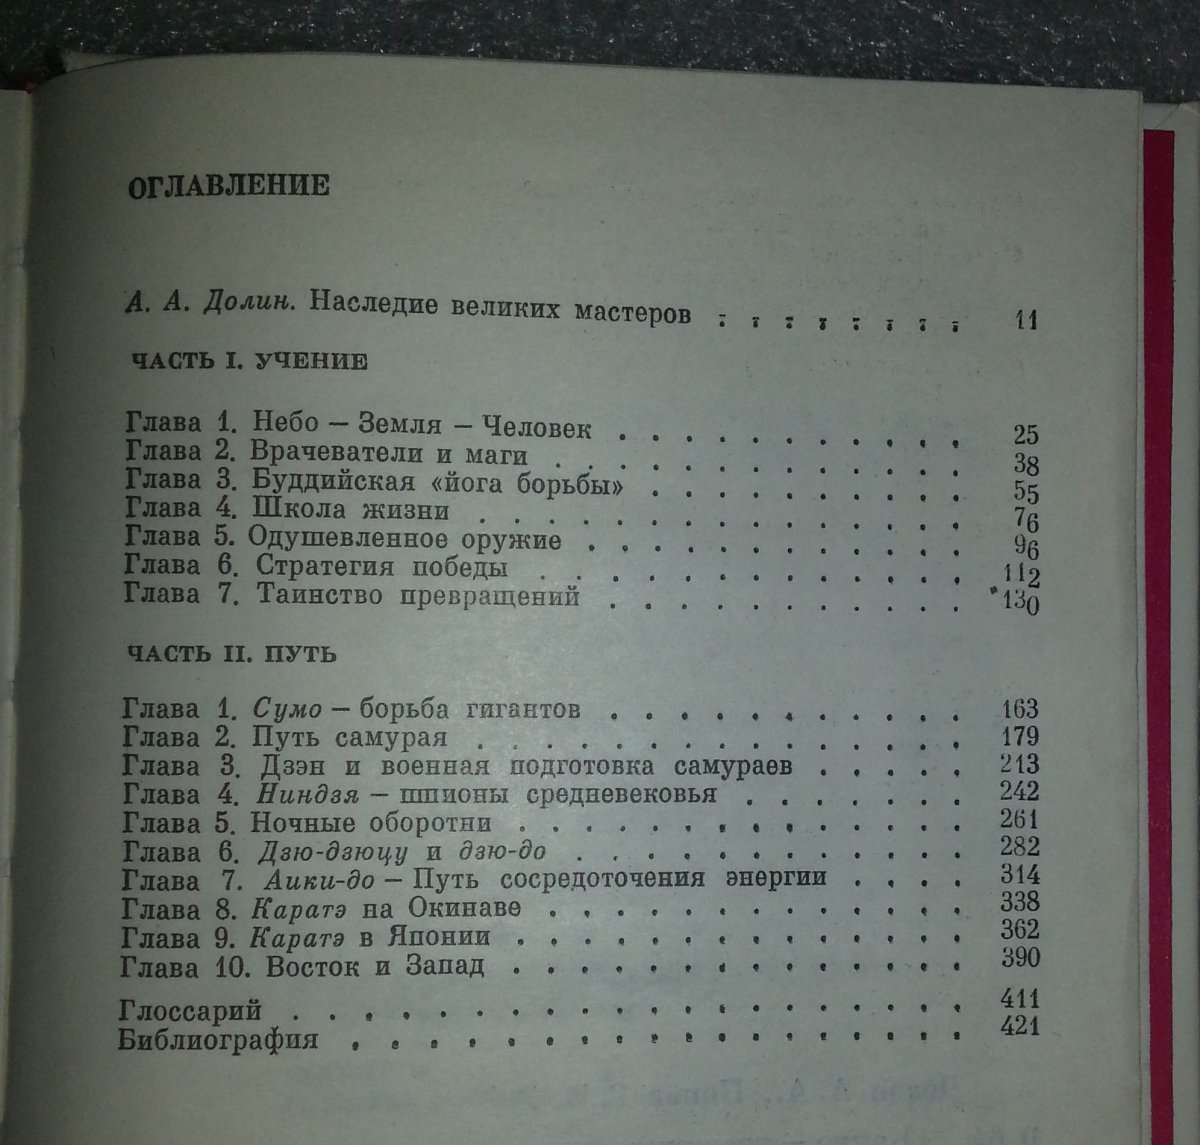 ОГЛАВЛЕНИЕ
А. А. Долин. Наследие великих мастеров . . . . . . . . 11
ЧАСТЬ I. УЧЕНИЕ
Глава 1. Небо — Земля — Человек . . . . . . . . . . . 25
Глава 2. Врачеватели и маги . . . . . . . . . . . . . 38
Глава 3. Буддийская «йога борьбы» . . . . . . . . . . 55
Глава 4. Школа жизни . . . . . . . . . . . . . . . 76
Глава 5. Одушевленное оружие . . . . . . . . . . . . 96
Глава 6. Стратегия победы . . . . . . . . . . . . . 112
Глава 7. Таинство превращений . . . . . . . . . . . 130
ЧАСТЬ II. ПУТЬ
Глава 1. Сумо — борьба гигантов . . . . . . . . . . . 163
Глава 2. Путь самурая . . . . . . . . . . . . . . . 179
Глава 3. Дзэн и военная подготовка самураев . . . . . 213
Глава 4. Ниндзя — шпионы средневековья . . . . . . . 242
Глава 5. Ночные оборотни . . . . . . . . . . . . . . 261
Глава 6. Дзю-дзюцу и дзю-до . . . . . . . . . . . . 282
Глава 7. Аики-до — Путь сосредоточения энергии . . . . 314
Глава 8. Каратэ на Окинаве . . . . . . . . . . . . . 338
Глава 9. Каратэ в Японии . . . . . . . . . . . . . . 362
Глава 10. Восток и Запад . . . . . . . . . . . . . . 390
Глоссарий . . . . . . . . . . . . . . . . . . . 411
Библиография . . . . . . . . . . . . . . . . . 421